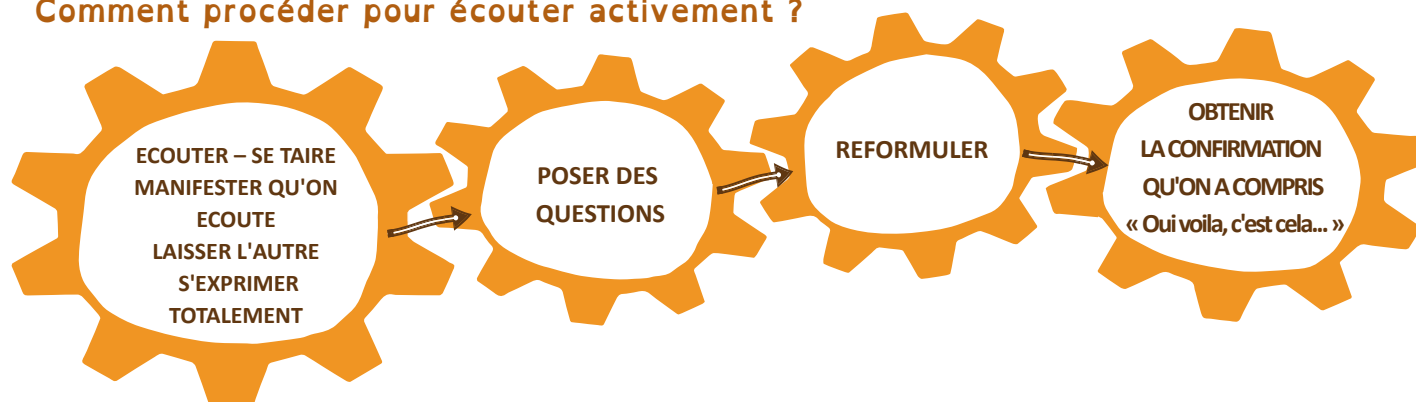 Comment procéder pour écouter activement ?
ECOUTER – SE TAIRE
MANIFESTER QU'ON
ECOUTE
LAISSER L'AUTRE
S'EXPRIMER
TOTALEMENT
POSER DES
QUESTIONS
REFORMULER
OBTENIR
LA CONFIRMATION
QU'ON A COMPRIS
« Oui voila, c'est cela... »